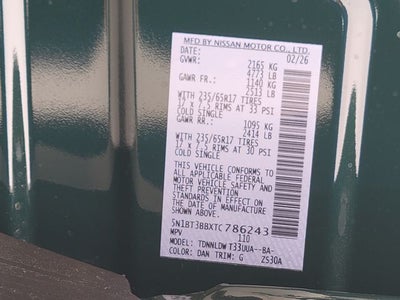 MFD BY NISSAN MOTOR CO., LTD.
DATE: 02/26
GVWR: 2165 KG
4773 LB
GAWR FR.: 1140 KG
2513 LB
WITH 235/65R17 TIRES
17 x 7.5 RIMS AT 33 PSI
COLD SINGLE
GAWR RR.: 1095 KG
2414 LB
WITH 235/65R17 TIRES
17 x 7.5 RIMS AT 30 PSI
COLD SINGLE
THIS VEHICLE CONFORMS TO
ALL APPLICABLE FEDERAL
MOTOR VEHICLE SAFETY AND
THEFT PREVENTION
STANDARDS IN EFFECT ON
THE DATE OF MANUFACTURE
SHOWN ABOVE
5N1BT3BBXTC786243
MPV 110
MODEL: TDNNLDWT33UUA--BA-
COLOR: DAN TRIM: G ZS30A